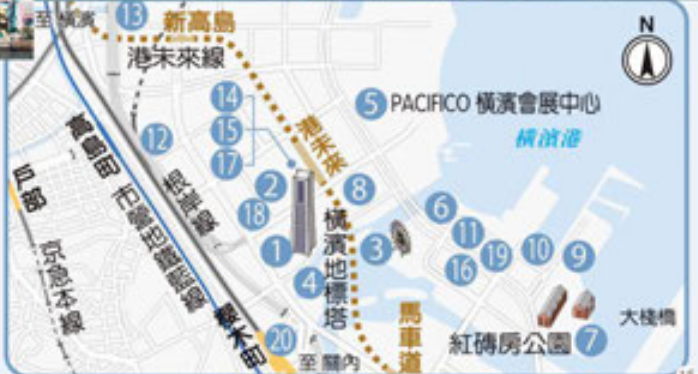 至 橫濱
13
新高島
N
港未來線
14
15
17
港未來
5 PACIFICO 橫濱會展中心
橫濱港
高島町
12
戶部
市營地鐵藍線
根岸線
2
18
8
橫濱地標塔
6
11
19
10
9
京急本線
1
3
16
4
大棧橋
櫻木町
20
至 關內
馬車道
紅磚房公園 7